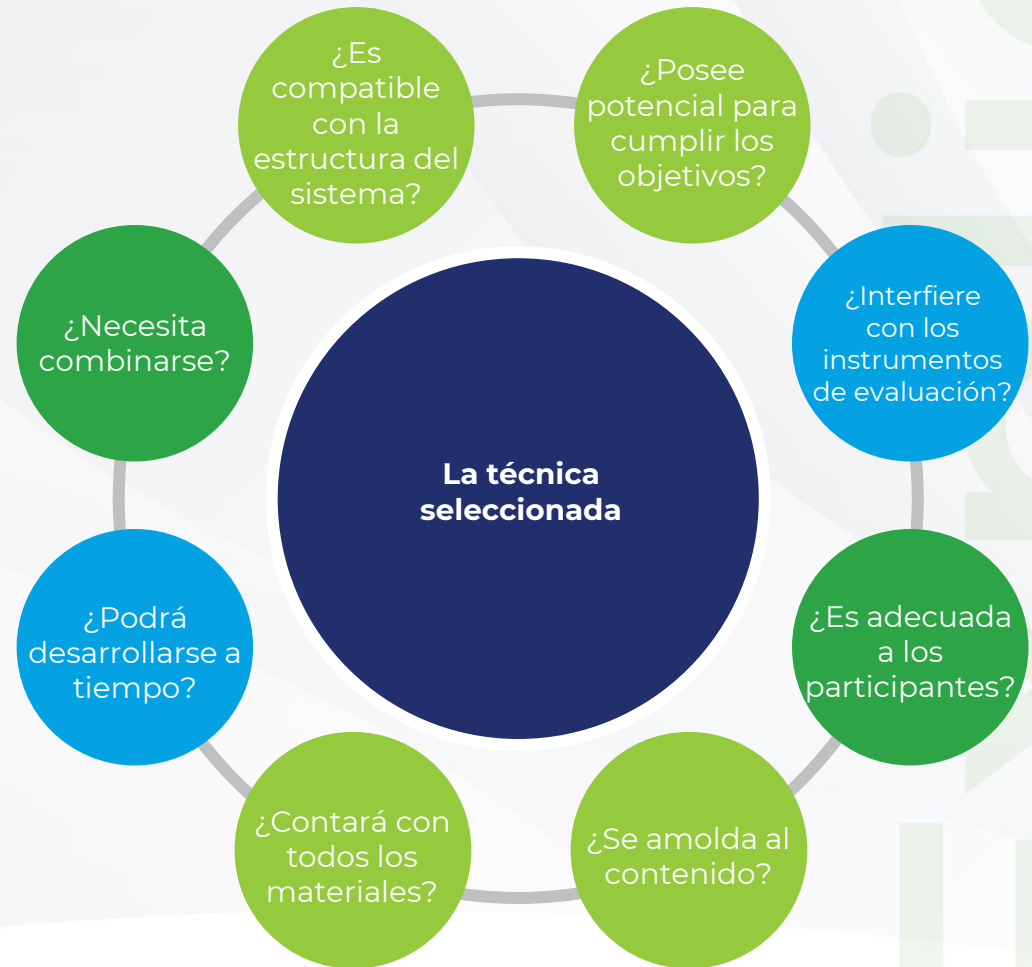 ¿Es
compatible
con la
estructura del
sistema?
¿Posee
potencial para
cumplir los
objetivos?
¿Interfiere
con los
instrumentos
de evaluación?
¿Es adecuada
a los
participantes?
¿Se amolda al
contenido?
¿Contará con
todos los
materiales?
¿Podrá
desarrollarse a
tiempo?
¿Necesita
combinarse?
La técnica
seleccionada